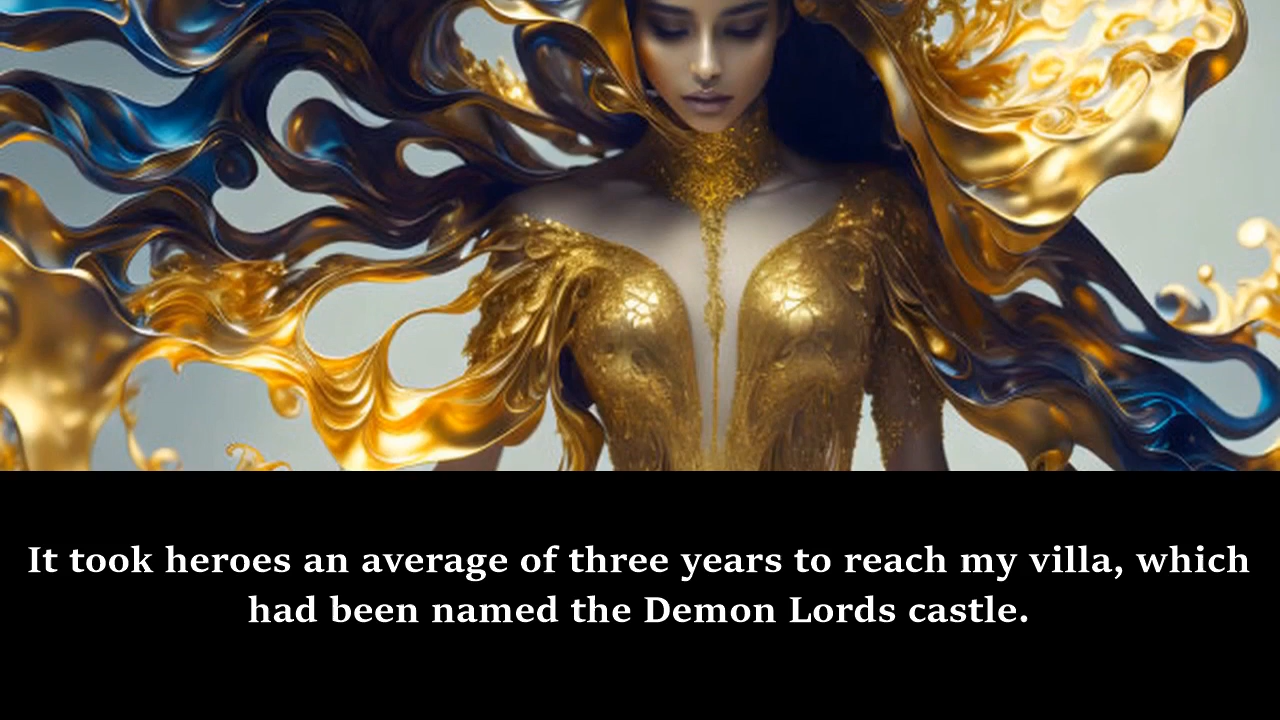 It took heroes an average of three years to reach my villa, which
had been named the Demon Lords castle.